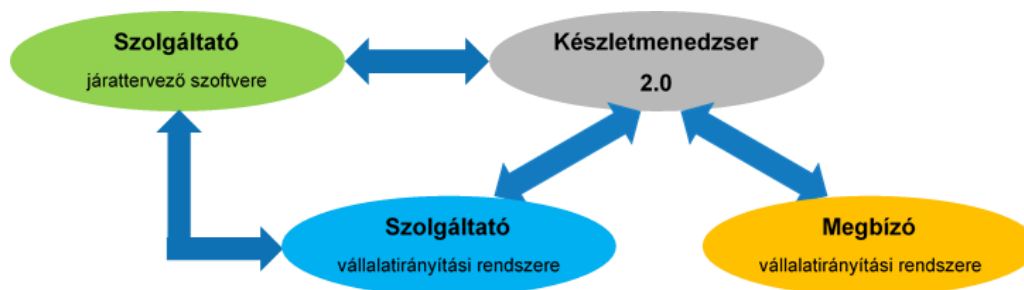 Szolgáltató
járattervező szoftvere
Készletmenedzser
2.0
Szolgáltató
vállalatirányítási rendszere
Megbízó
vállalatirányítási rendszere